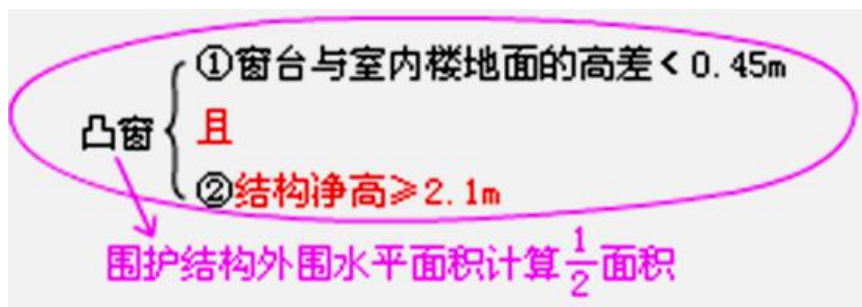 ①窗台与室内楼地面的高差<0.45m
凸窗
且
②结构净高≥2.1m
围护结构外围水平面积计算1/2面积